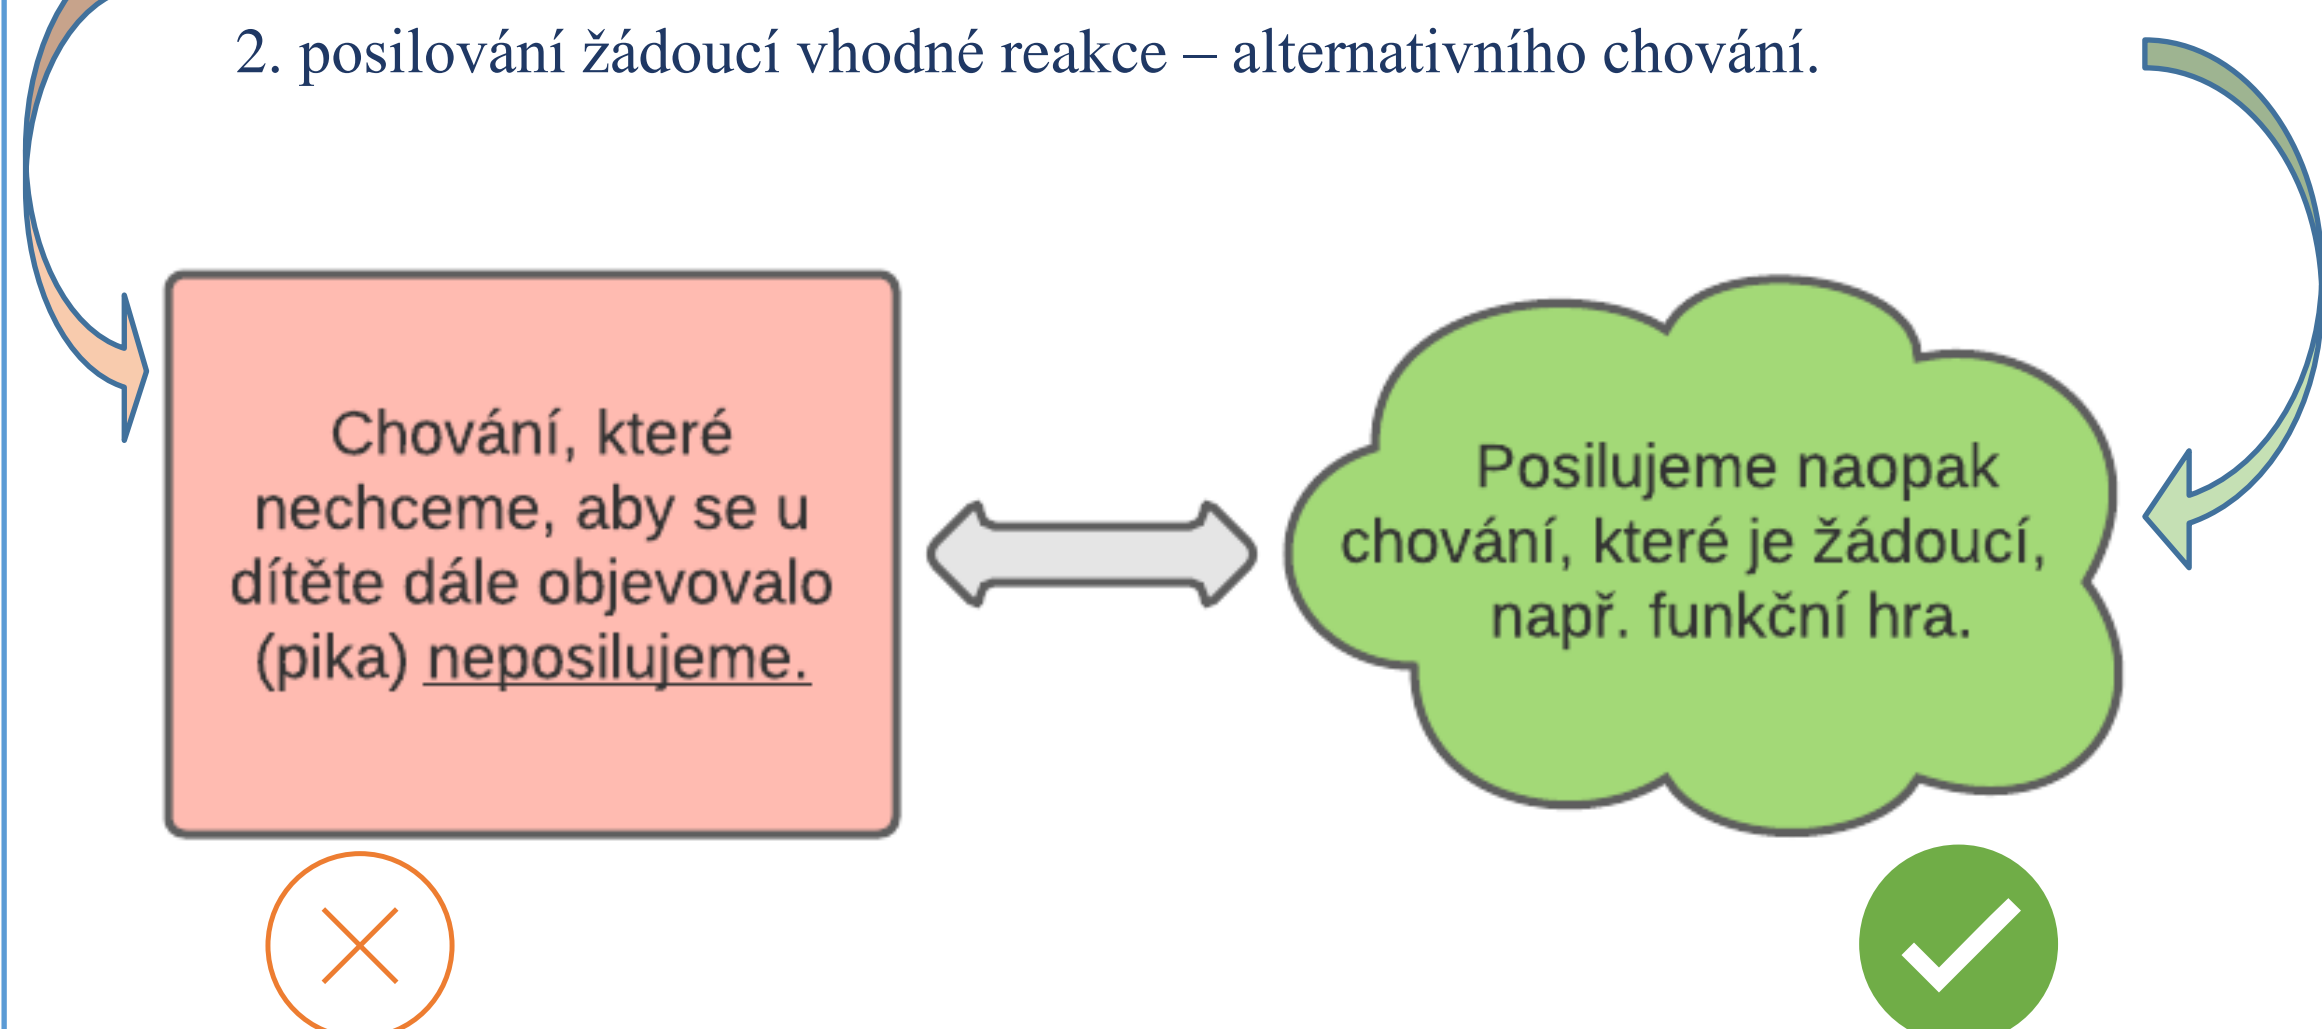 2. posilování žádoucí vhodné reakce – alternativního chování.
Chování, které
nechceme, aby se u
dítěte dále objevovalo
(pika) neposilujeme.
Posilujeme naopak
chování, které je žádoucí,
např. funkční hra.